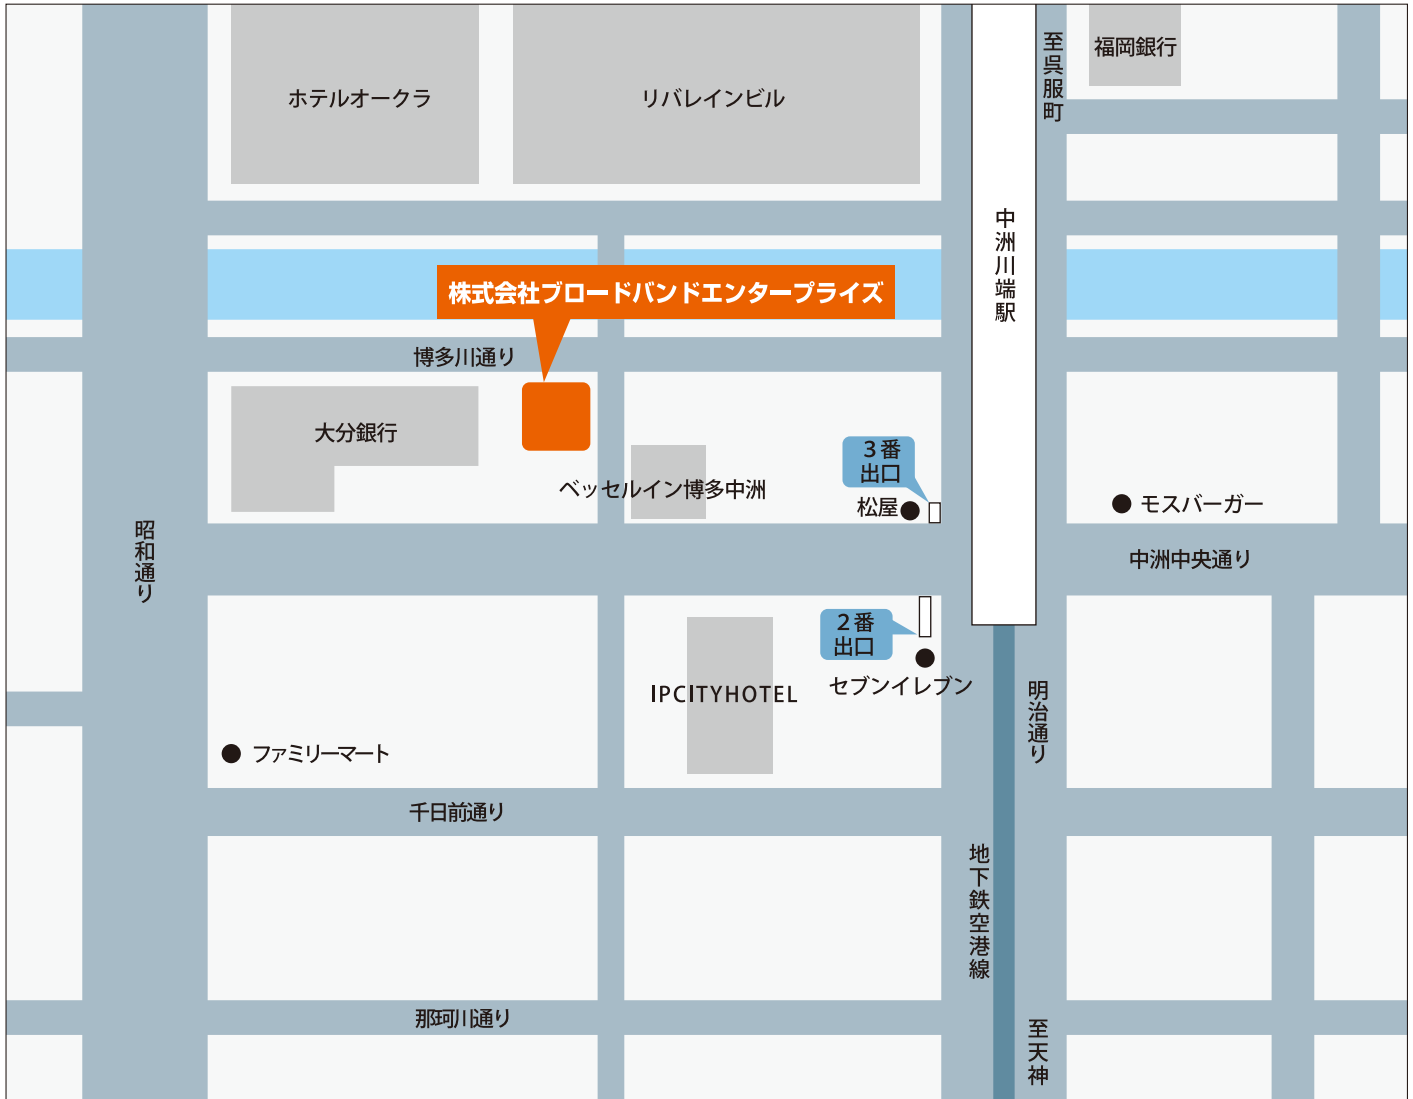 ホテルオークラ
リバレインビル
至呉服町
福岡銀行
中洲川端駅
株式会社ブロードバンドエンタープライズ
博多川通り
大分銀行
ベッセルイン博多中洲
3番
出口
松屋
モスバーガー
昭和通り
中洲中央通り
2番
出口
セブンイレブン
IPCITYHOTEL
明治通り
ファミリーマート
千日前通り
地下鉄空港線
那珂川通り
至天神